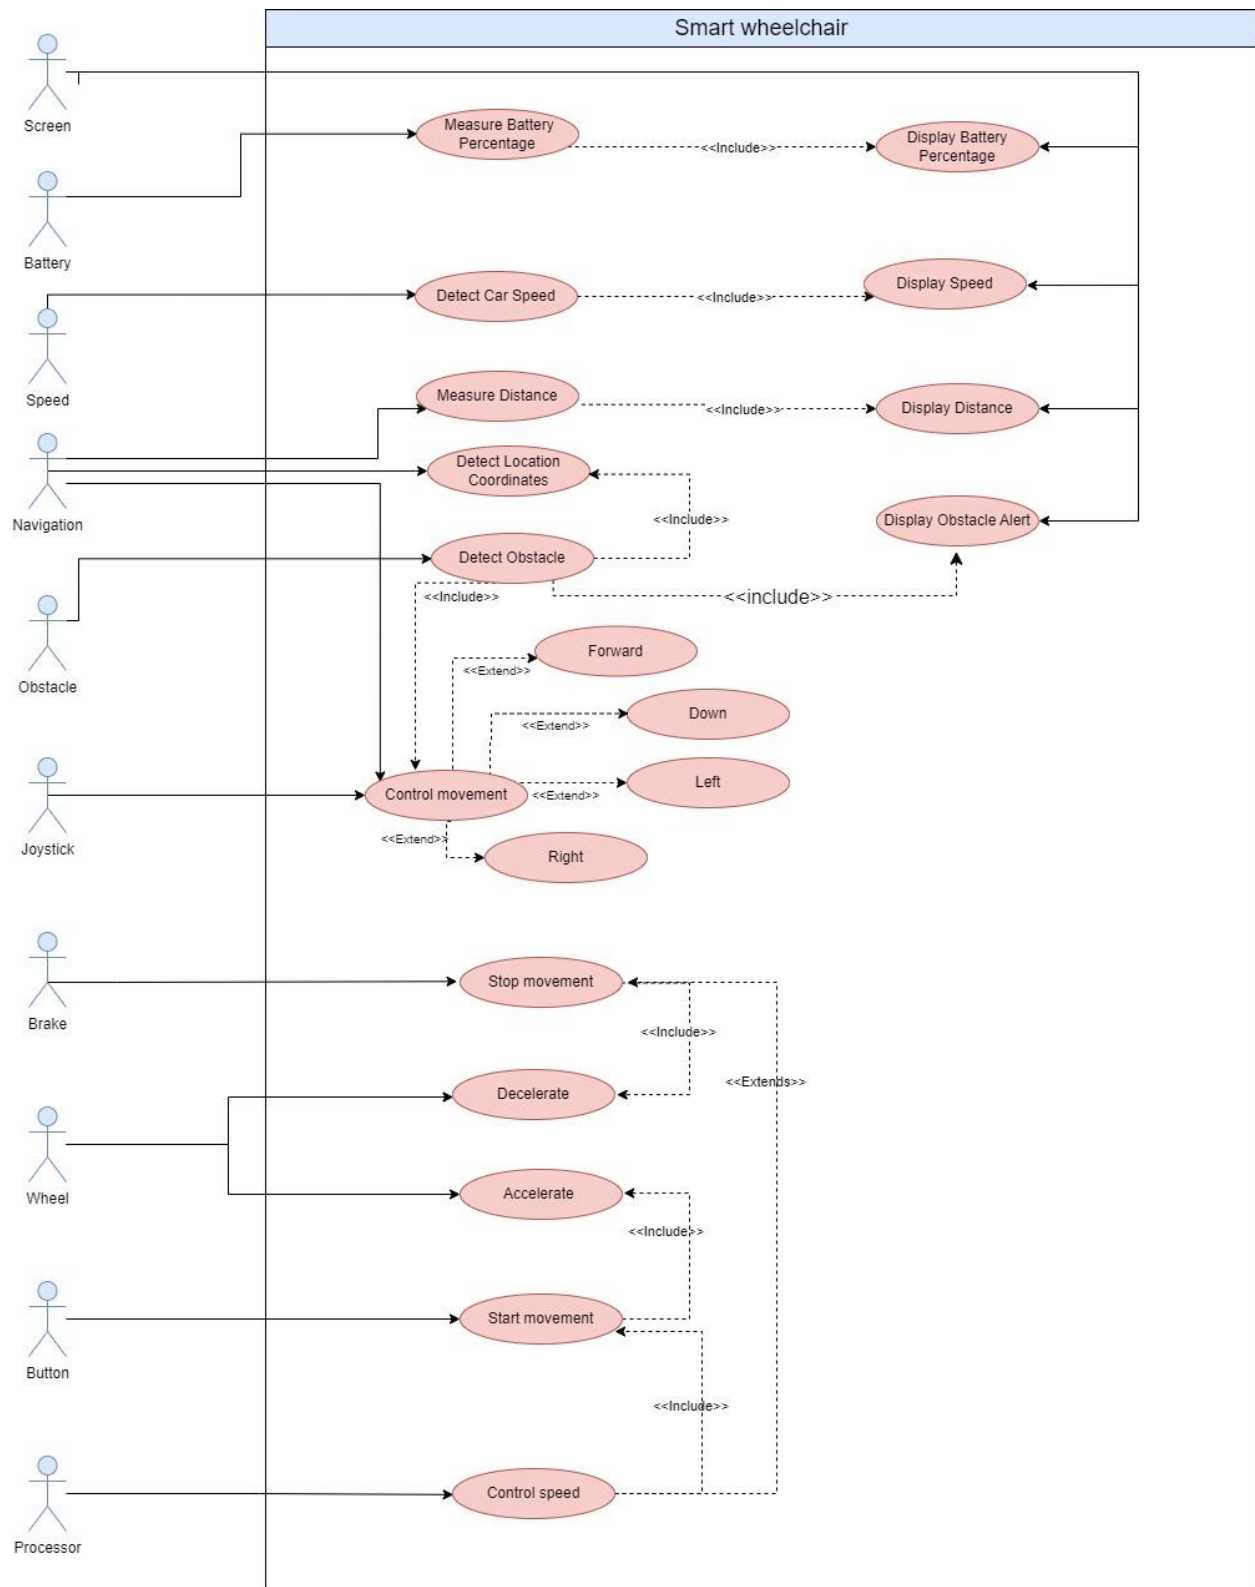 Smart wheelchair
Screen
Measure Battery
Percentage
<<Include>>
Display Battery
Percentage
Battery
Detect Car Speed
<<Include>>
Display Speed
Speed
Measure Distance
<<Include>>
Display Distance
Detect Location
Coordinates
Navigation
<<Include>>
Display Obstacle Alert
Detect Obstacle
<<Include>>
<<include>>
Obstacle
Forward
<<Extend>>
Down
<<Extend>>
Left
<<Extend>>
Control movement
<<Extend>>
Right
Joystick
Stop movement
Brake
<<Include>>
<<Extends>>
Decelerate
Wheel
Accelerate
<<Include>>
Start movement
Button
<<Include>>
Control speed
Processor